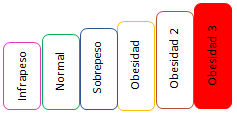 Infrapeso
Normal
Sobrepeso
Obesidad
Obesidad 2
Obesidad 3